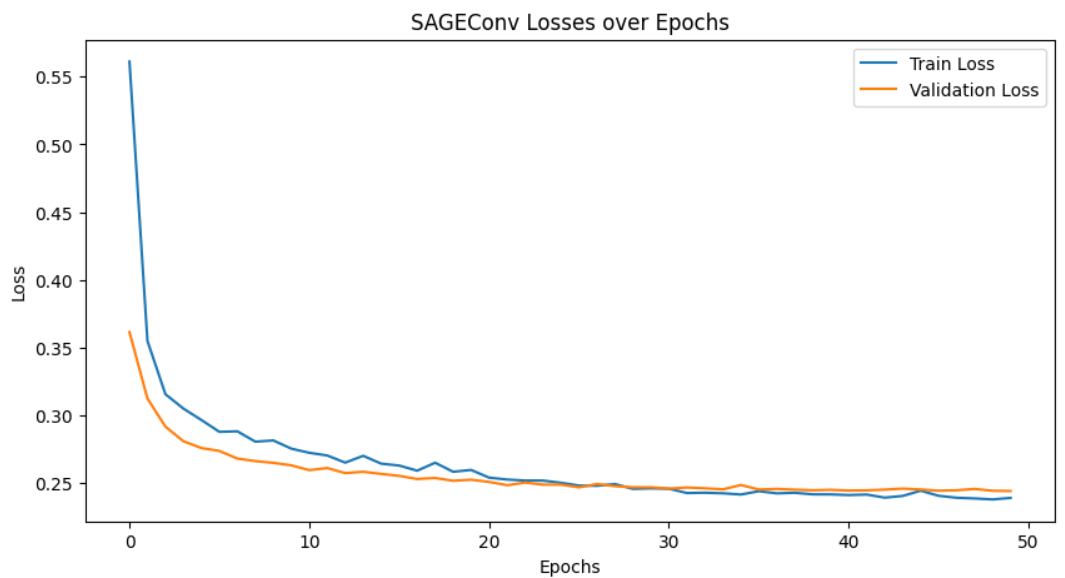 SAGEConv Losses over Epochs
Train Loss
Validation Loss
Loss
0.55
0.50
0.45
0.40
0.35
0.30
0.25
0
10
20
30
40
50
Epochs